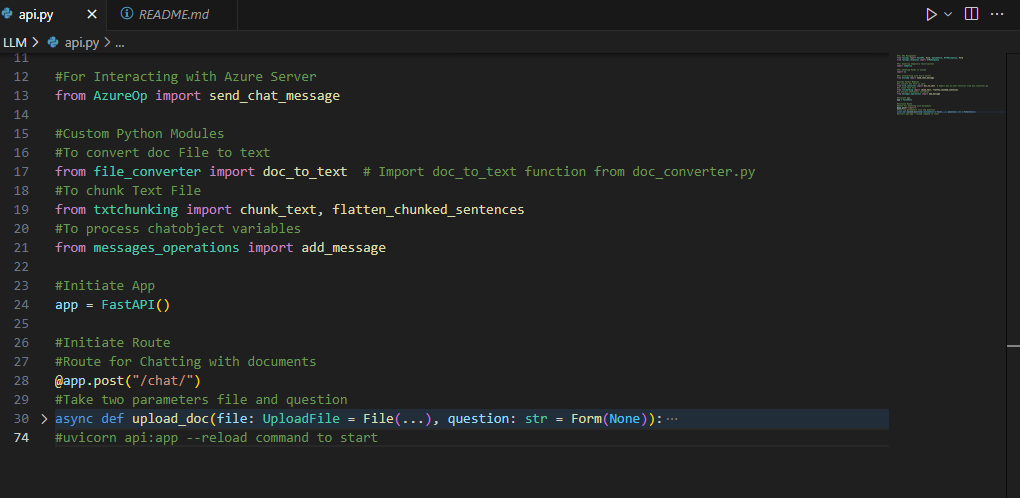 api.py
README.md
LLM > api.py > ...
11
12 #For Interacting with Azure Server
13 from AzureOp import send_chat_message
14
15 #Custom Python Modules
16 #To convert doc File to text
17 from file_converter import doc_to_text  # Import doc_to_text function from doc_converter.py
18 #To chunk Text File
19 from txtchunking import chunk_text, flatten_chunked_sentences
20 #To process chatobject variables
21 from messages_operations import add_message
22
23 #Initiate App
24 app = FastAPI()
25
26 #Initiate Route
27 #Route for Chatting with documents
28 @app.post("/chat/")
29 #Take two parameters file and question
30 async def upload_doc(file: UploadFile = File(...), question: str = Form(None)):
74 #uvicorn api:app --reload command to start